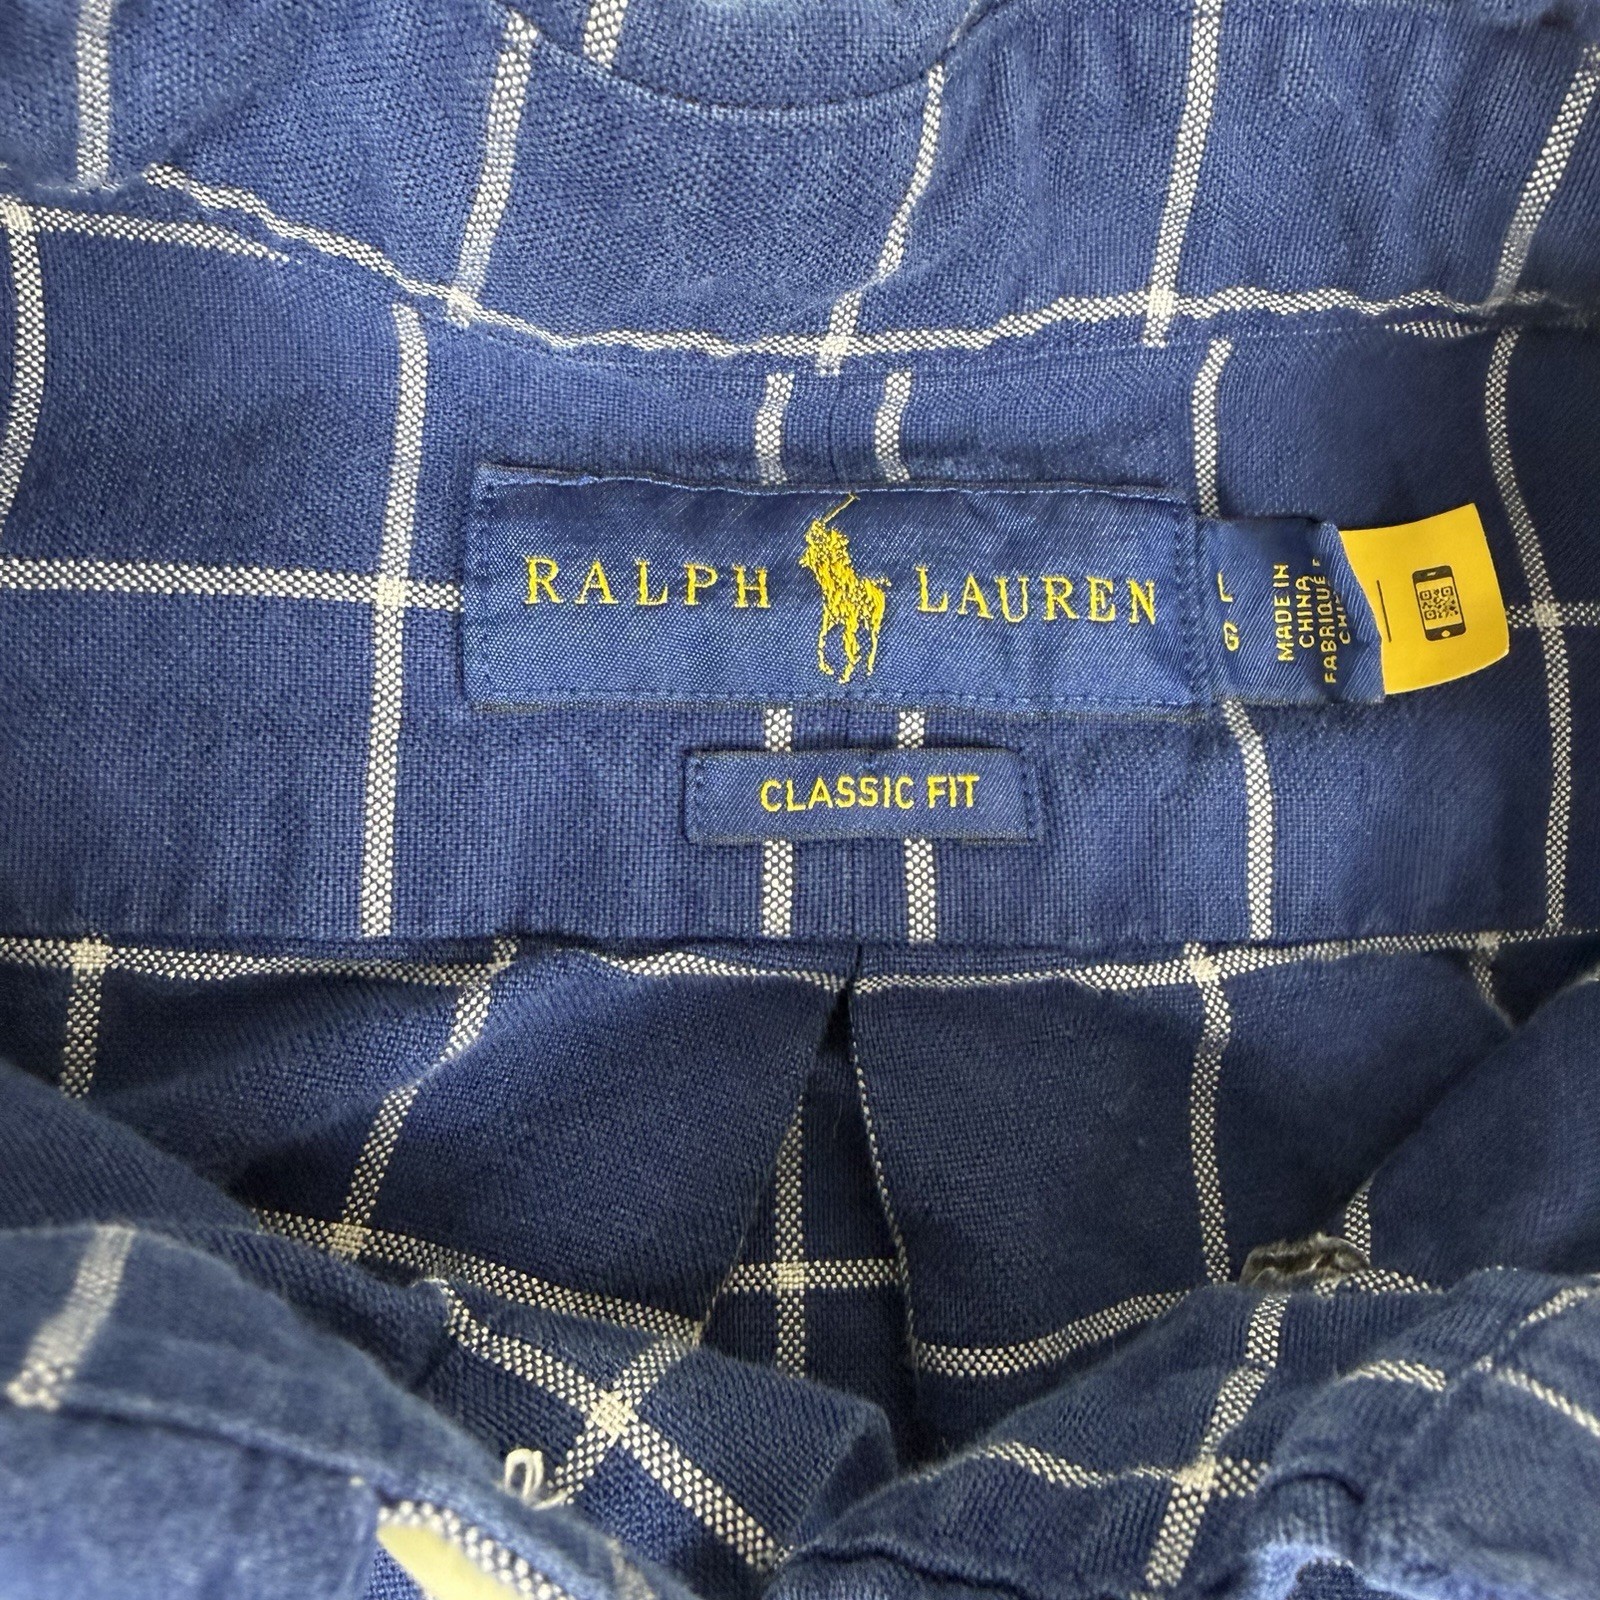 RALPH LAUREN
L
G
MADE IN
CHINA
FABRIQUÉ
CLASSIC FIT